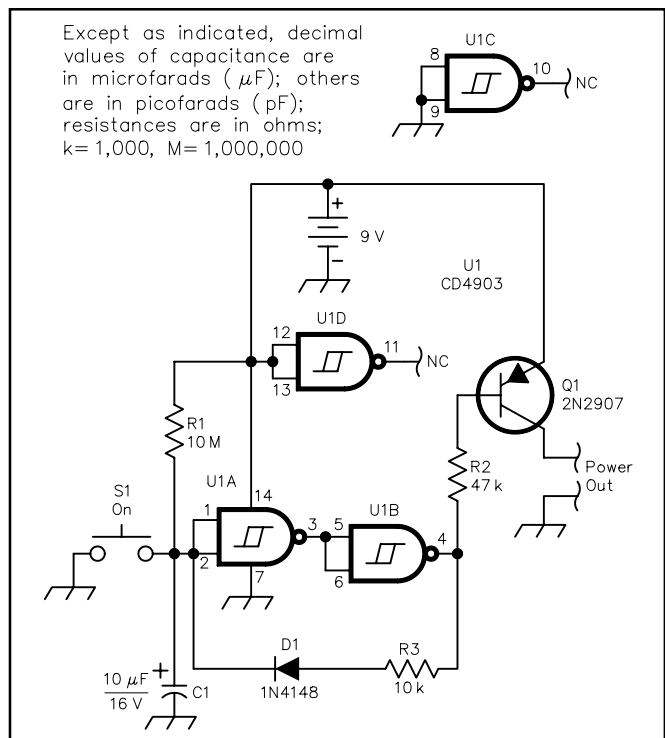 Except as indicated, decimal
values of capacitance are
in microfarads ( µF); others
are in picofarads ( pF);
resistances are in ohms;
k= 1,000, M= 1,000,000
U1C
8
9
10
NC
+
9 V
–
U1
CD4903
U1D
12
13
11
NC
Q1
2N2907
R1
10 M
R2
47 k
Power
Out
S1
On
U1A
14
1
2
3
7
U1B
5
6
4
D1
1N4148
R3
10 k
10 µF
16 V
+
C1